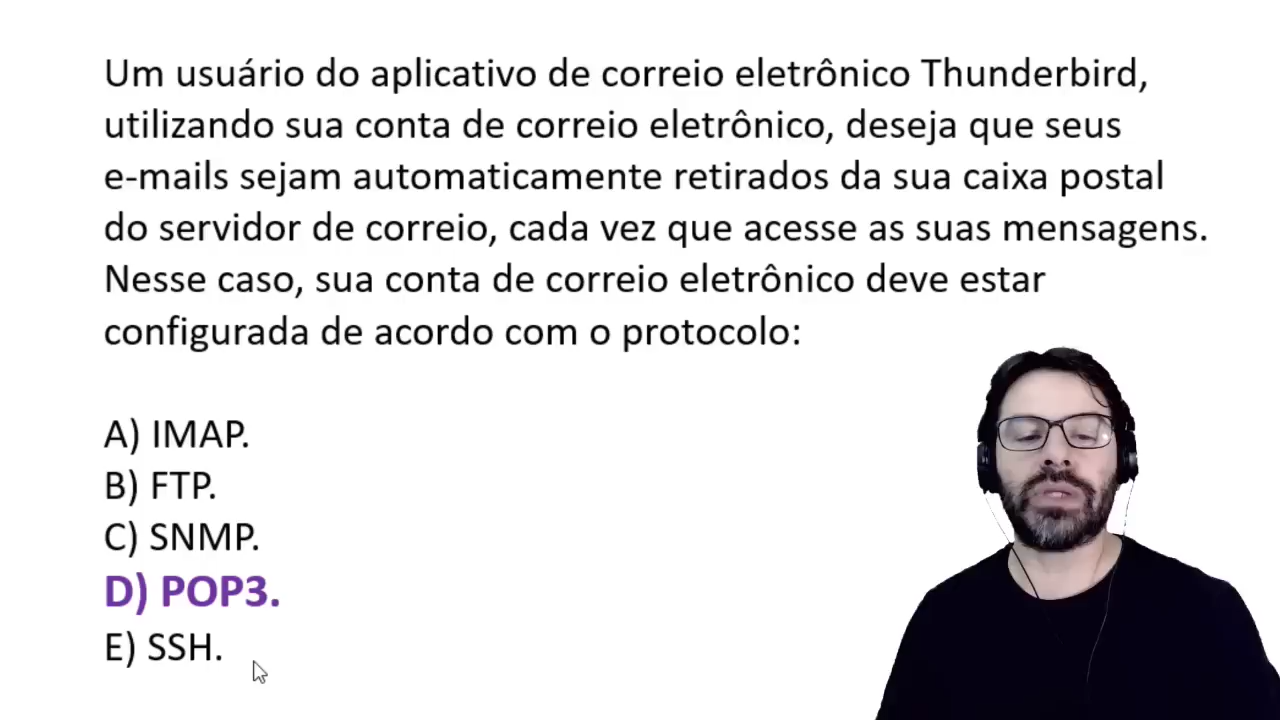 Um usuário do aplicativo de correio eletrônico Thunderbird,
utilizando sua conta de correio eletrônico, deseja que seus
e-mails sejam automaticamente retirados da sua caixa postal
do servidor de correio, cada vez que acesse as suas mensagens.
Nesse caso, sua conta de correio eletrônico deve estar
configurada de acordo com o protocolo:
A) IMAP.
B) FTP.
C) SNMP.
D) POP3.
E) SSH.